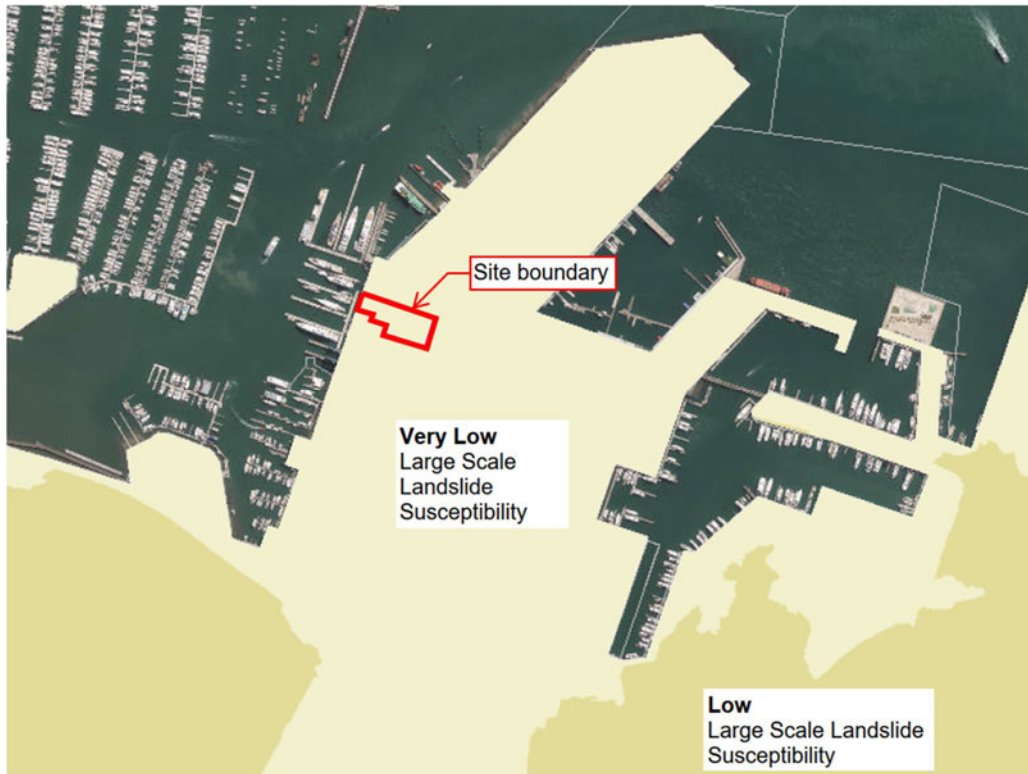 Site boundary
Very Low
Large Scale
Landslide
Susceptibility
Low
Large Scale Landslide
Susceptibility